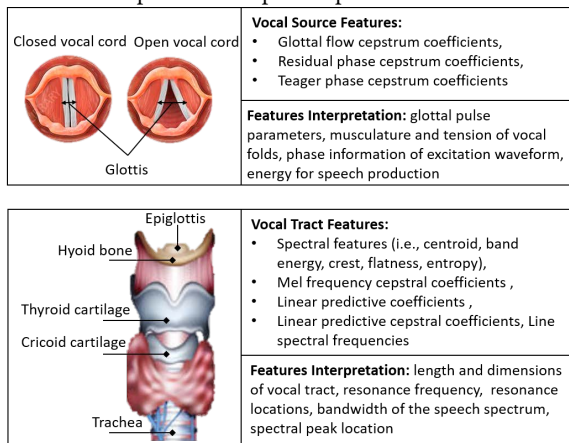 Vocal Source Features:
Closed vocal cord
Open vocal cord
• Glottal flow cepstrum coefficients,
• Residual phase cepstrum coefficients,
• Teager phase cepstrum coefficients
Glottis
Features Interpretation: glottal pulse
parameters, musculature and tension of vocal
folds, phase information of excitation waveform,
energy for speech production
Epiglottis
Hyoid bone
Thyroid cartilage
Cricoid cartilage
Trachea
Vocal Tract Features:
• Spectral features (i.e., centroid, band
energy, crest, flatness, entropy),
• Mel frequency cepstral coefficients ,
• Linear predictive coefficients ,
• Linear predictive cepstral coefficients, Line
spectral frequencies
Features Interpretation: length and dimensions
of vocal tract, resonance frequency,  resonance
locations, bandwidth of the speech spectrum,
spectral peak location